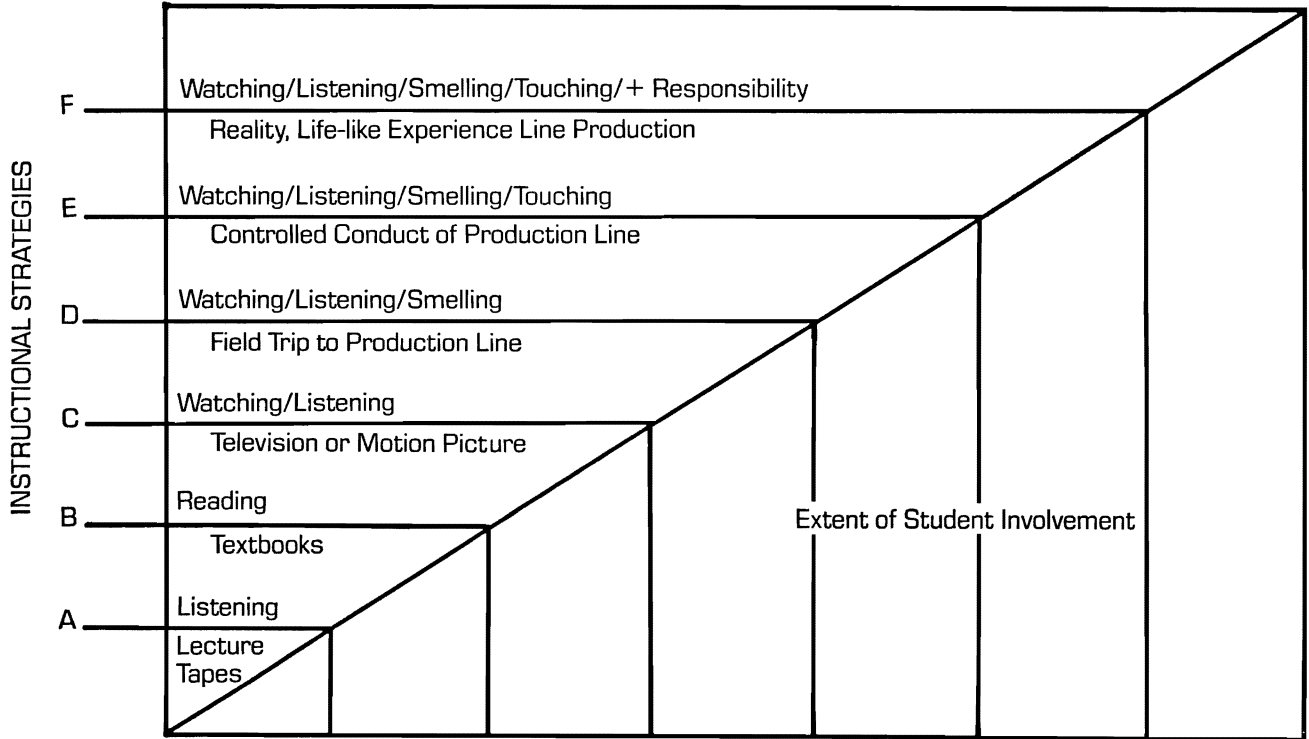 Watching/Listening/Smelling/Touching/+ Responsibility
F
Reality, Life-like Experience Line Production
Watching/Listening/Smelling/Touching
E
Controlled Conduct of Production Line
Watching/Listening/Smelling
D
Field Trip to Production Line
Watching/Listening
C
Television or Motion Picture
Reading
B
Textbooks
Listening
A
Lecture
Tapes
INSTRUCTIONAL STRATEGIES
Extent of Student Involvement